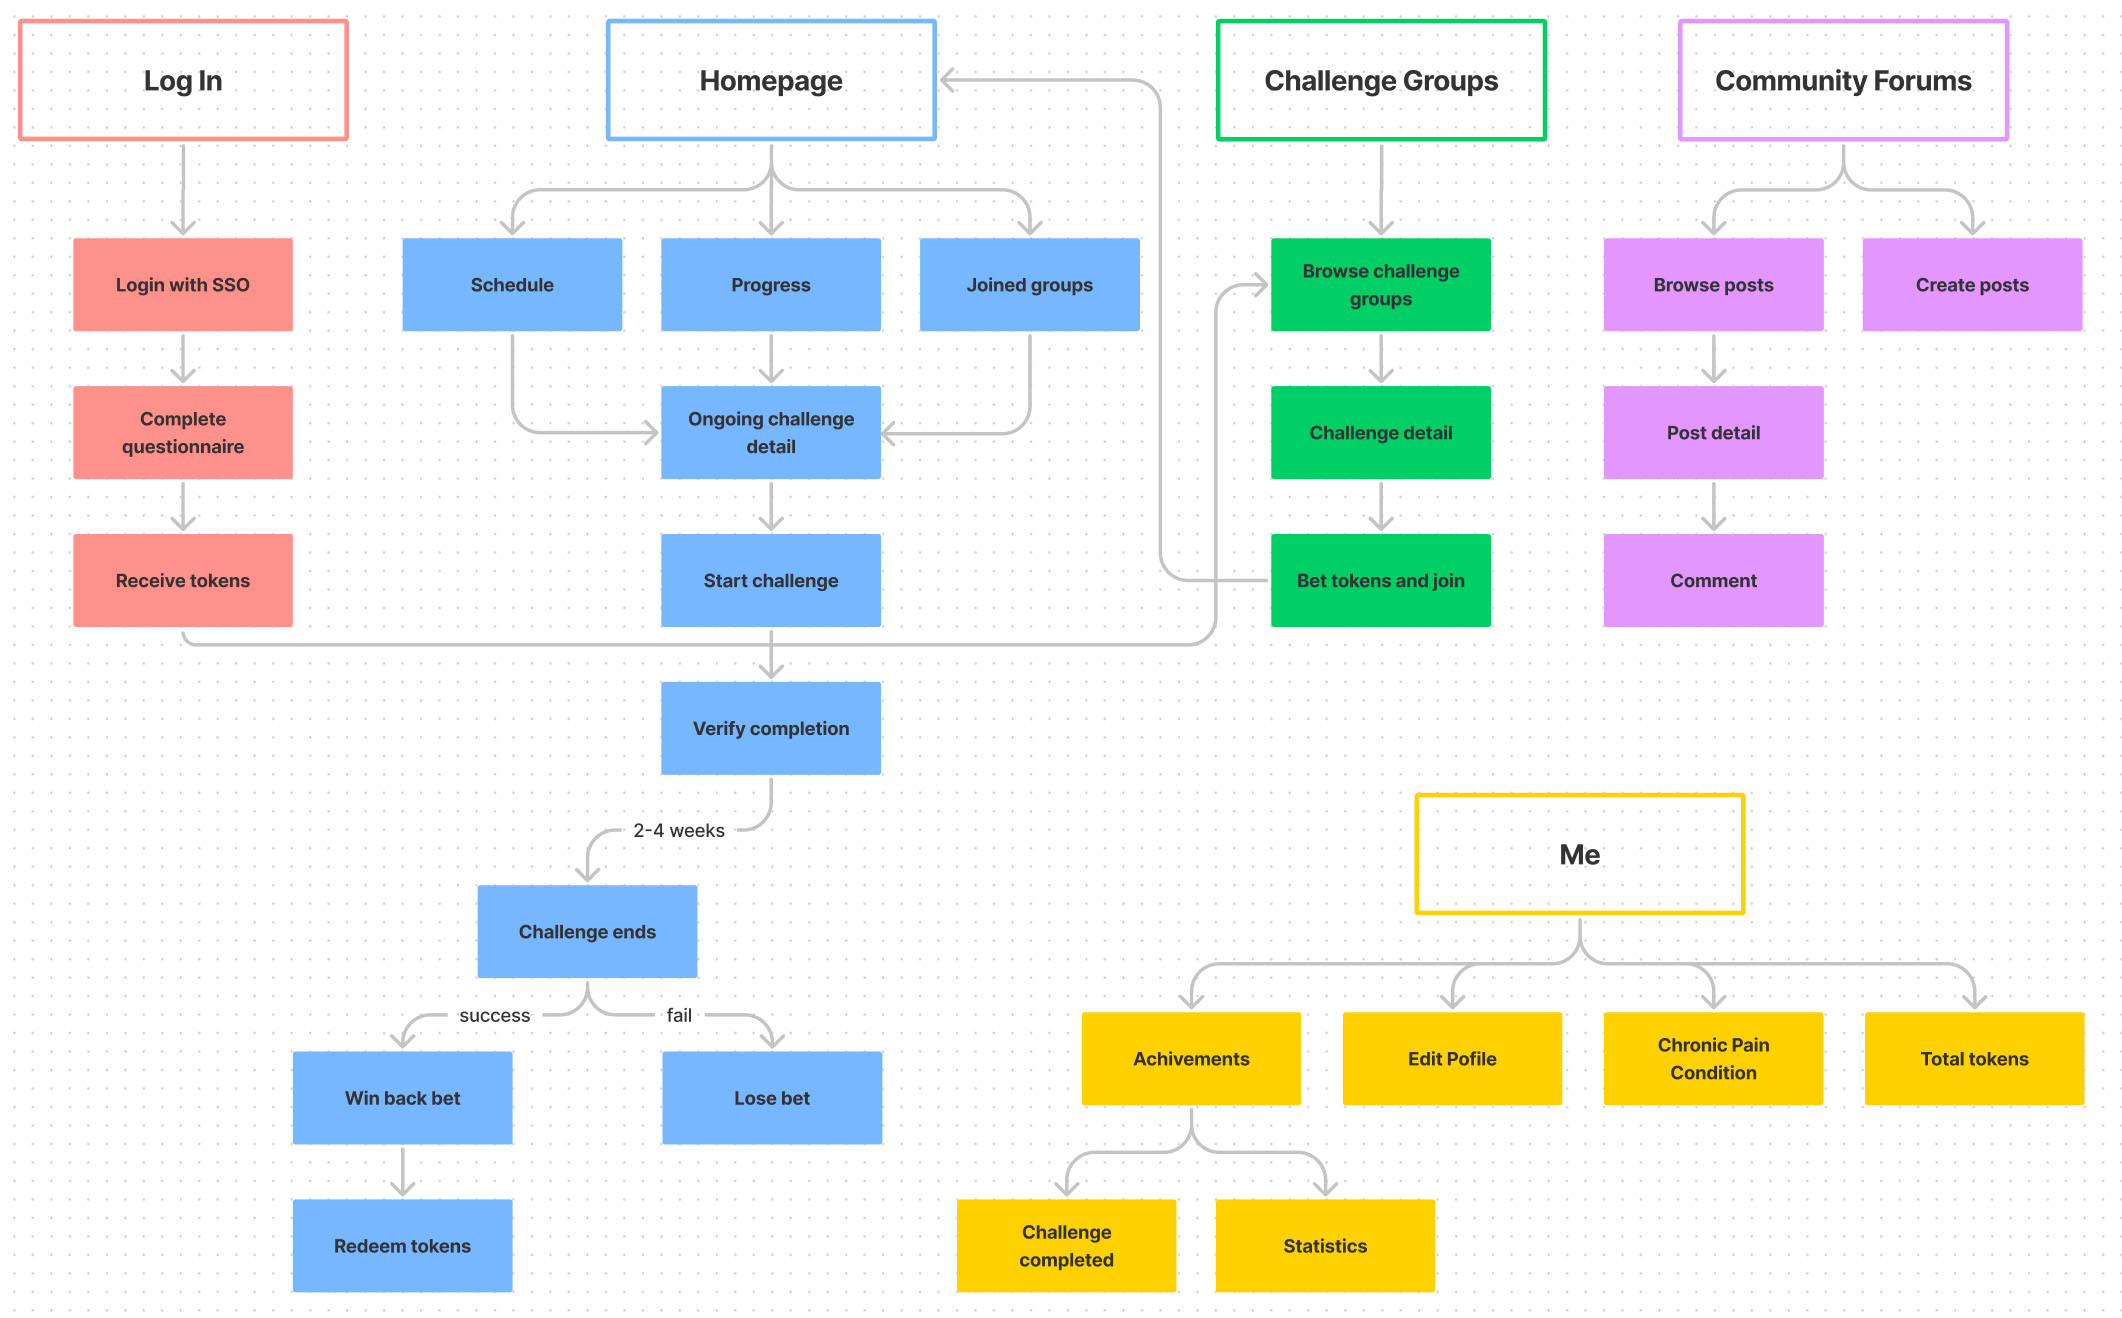 Log In
Homepage
Challenge Groups
Community Forums
Login with SSO
Schedule
Progress
Joined groups
Browse challenge
groups
Browse posts
Create posts
Complete
questionnaire
Ongoing challenge
detail
Challenge detail
Post detail
Receive tokens
Start challenge
Bet tokens and join
Comment
Verify completion
2-4 weeks
Me
Challenge ends
success
fail
Achivements
Edit Pofile
Chronic Pain
Condition
Total tokens
Win back bet
Lose bet
Redeem tokens
Challenge
completed
Statistics